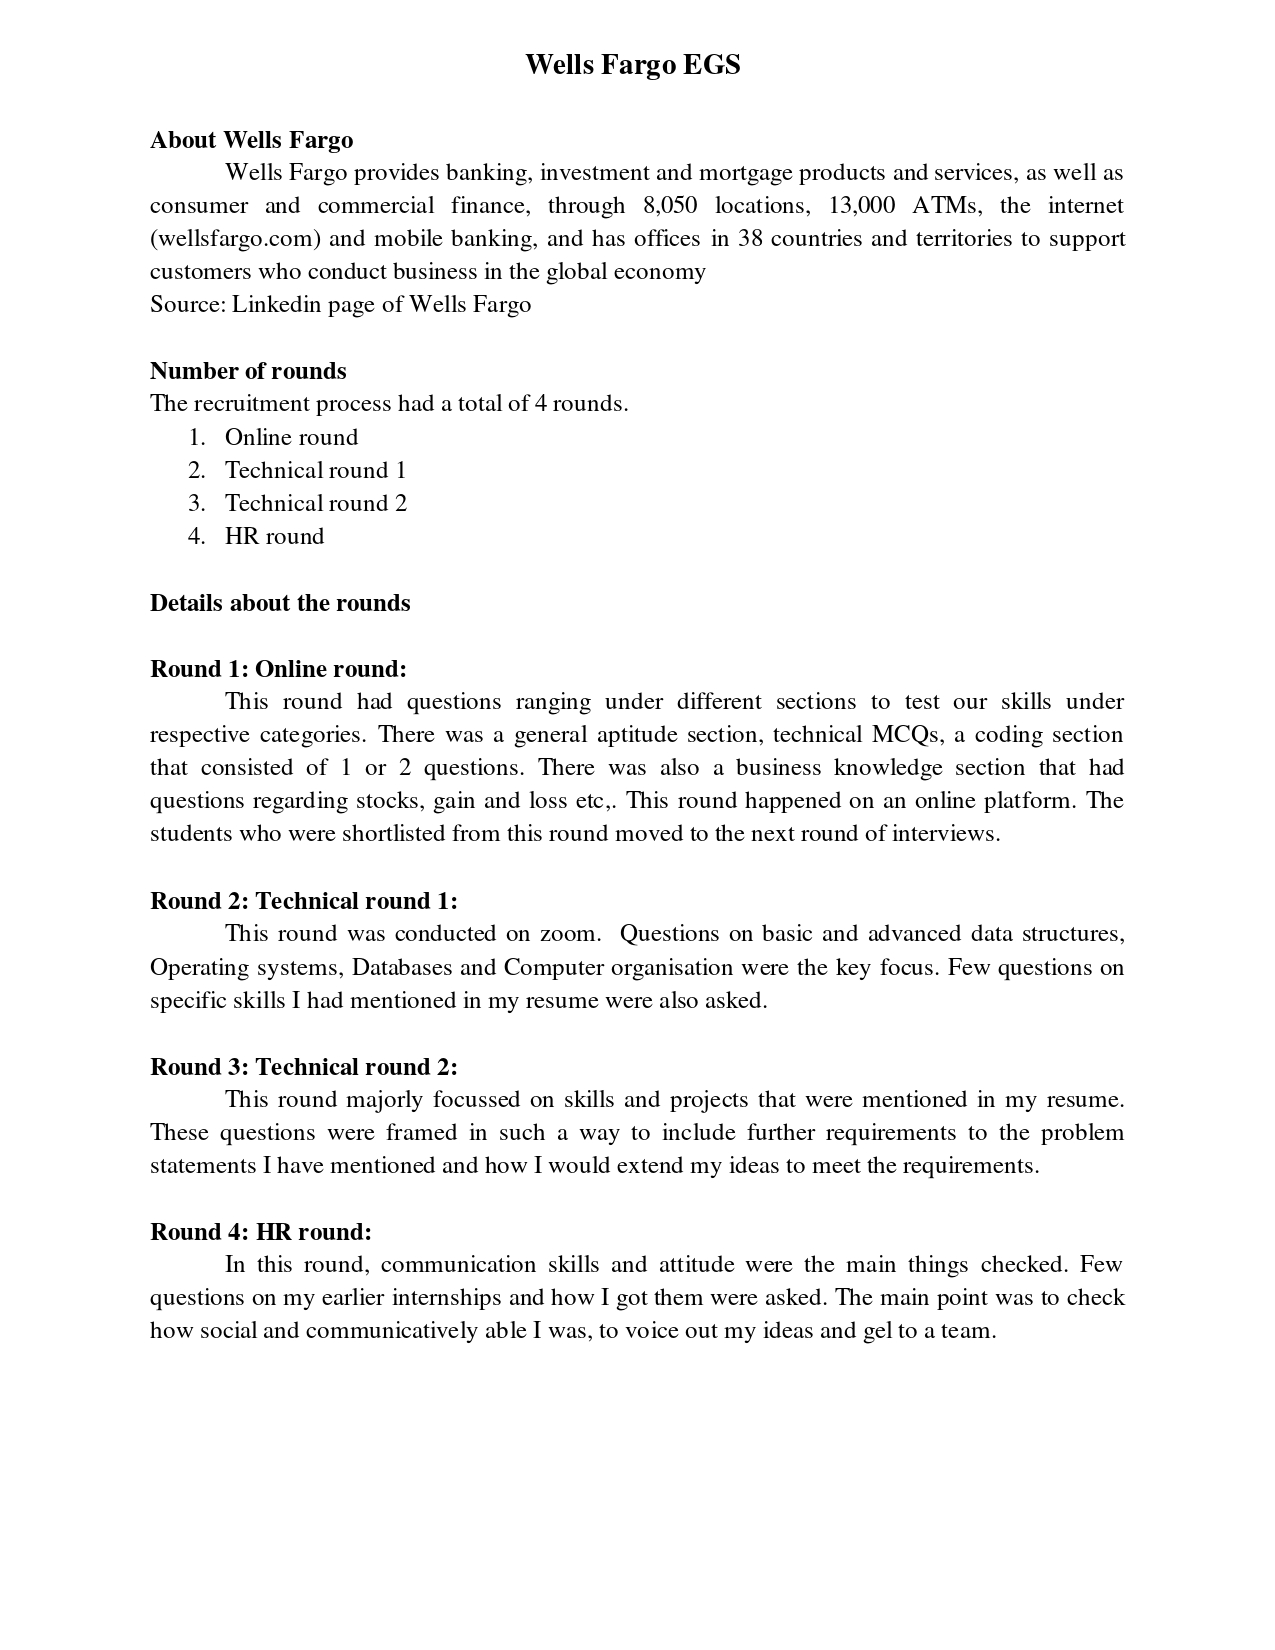 Wells Fargo EGS
About Wells Fargo
Wells Fargo provides banking, investment and mortgage products and services, as well as
consumer and commercial finance, through 8,050 locations, 13,000 ATMs, the internet
(wellsfargo.com) and mobile banking, and has offices in 38 countries and territories to support
customers who conduct business in the global economy
Source: Linkedin page of Wells Fargo
Number of rounds
The recruitment process had a total of 4 rounds.
1. Online round
2. Technical round 1
3. Technical round 2
4. HR round
Details about the rounds
Round 1: Online round:
This round had questions ranging under different sections to test our skills under
respective categories. There was a general aptitude section, technical MCQs, a coding section
that consisted of 1 or 2 questions. There was also a business knowledge section that had
questions regarding stocks, gain and loss etc,. This round happened on an online platform. The
students who were shortlisted from this round moved to the next round of interviews.
Round 2: Technical round 1:
This round was conducted on zoom.  Questions on basic and advanced data structures,
Operating systems, Databases and Computer organisation were the key focus. Few questions on
specific skills I had mentioned in my resume were also asked.
Round 3: Technical round 2:
This round majorly focussed on skills and projects that were mentioned in my resume.
These questions were framed in such a way to include further requirements to the problem
statements I have mentioned and how I would extend my ideas to meet the requirements.
Round 4: HR round:
In this round, communication skills and attitude were the main things checked. Few
questions on my earlier internships and how I got them were asked. The main point was to check
how social and communicatively able I was, to voice out my ideas and gel to a team.